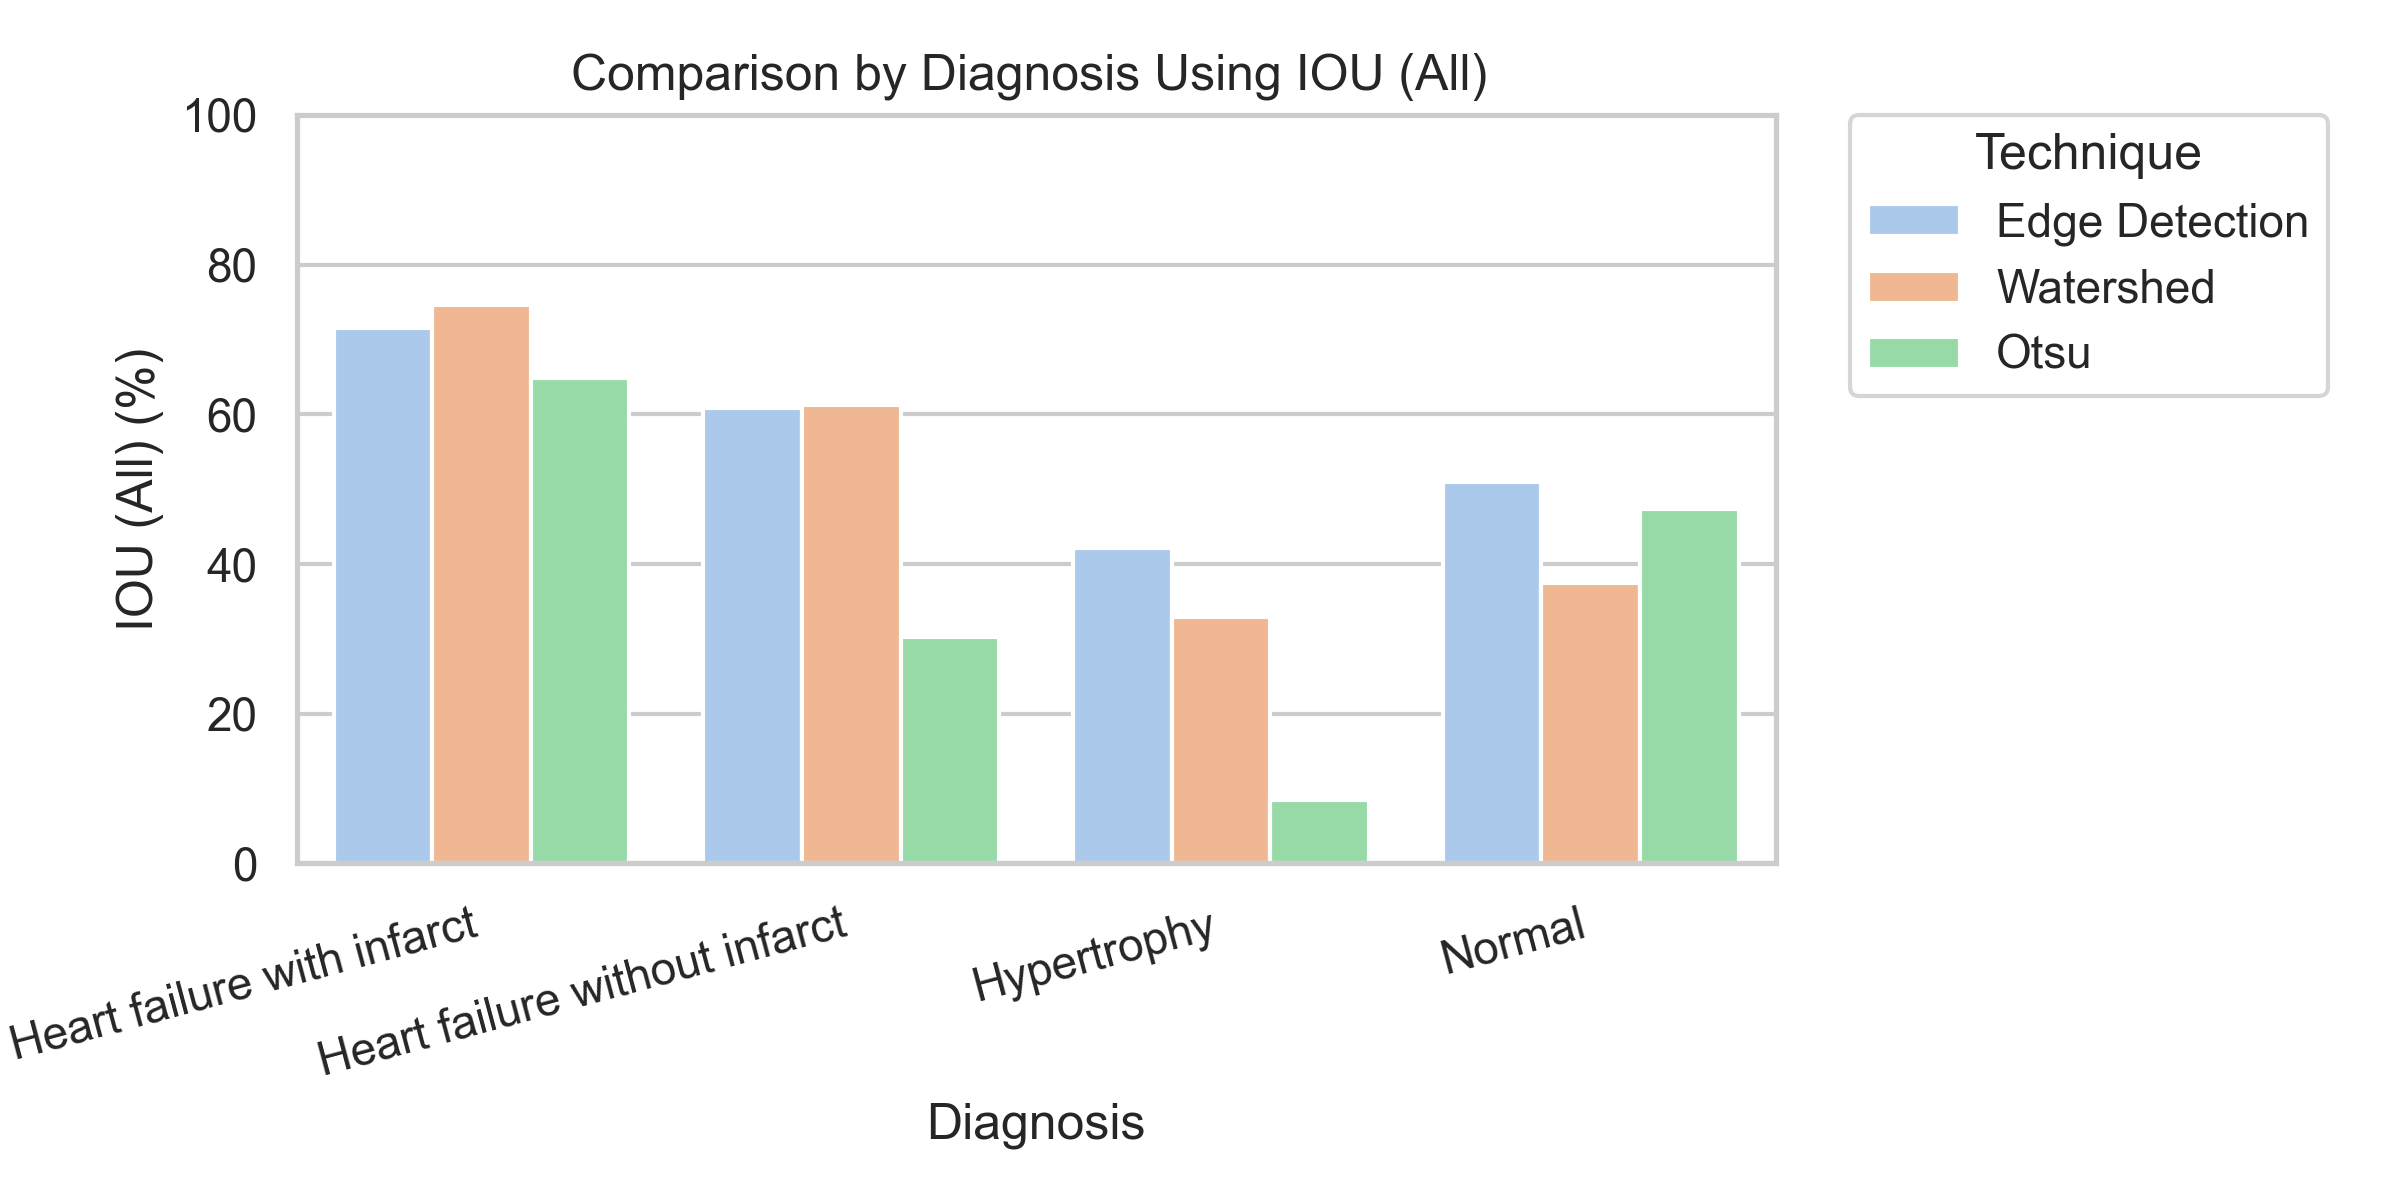 Comparison by Diagnosis Using IOU (All)
100
80
60
40
20
0
IOU (All) (%)
Heart failure with infarct
Heart failure without infarct
Hypertrophy
Normal
Diagnosis
Technique
Edge Detection
Watershed
Otsu